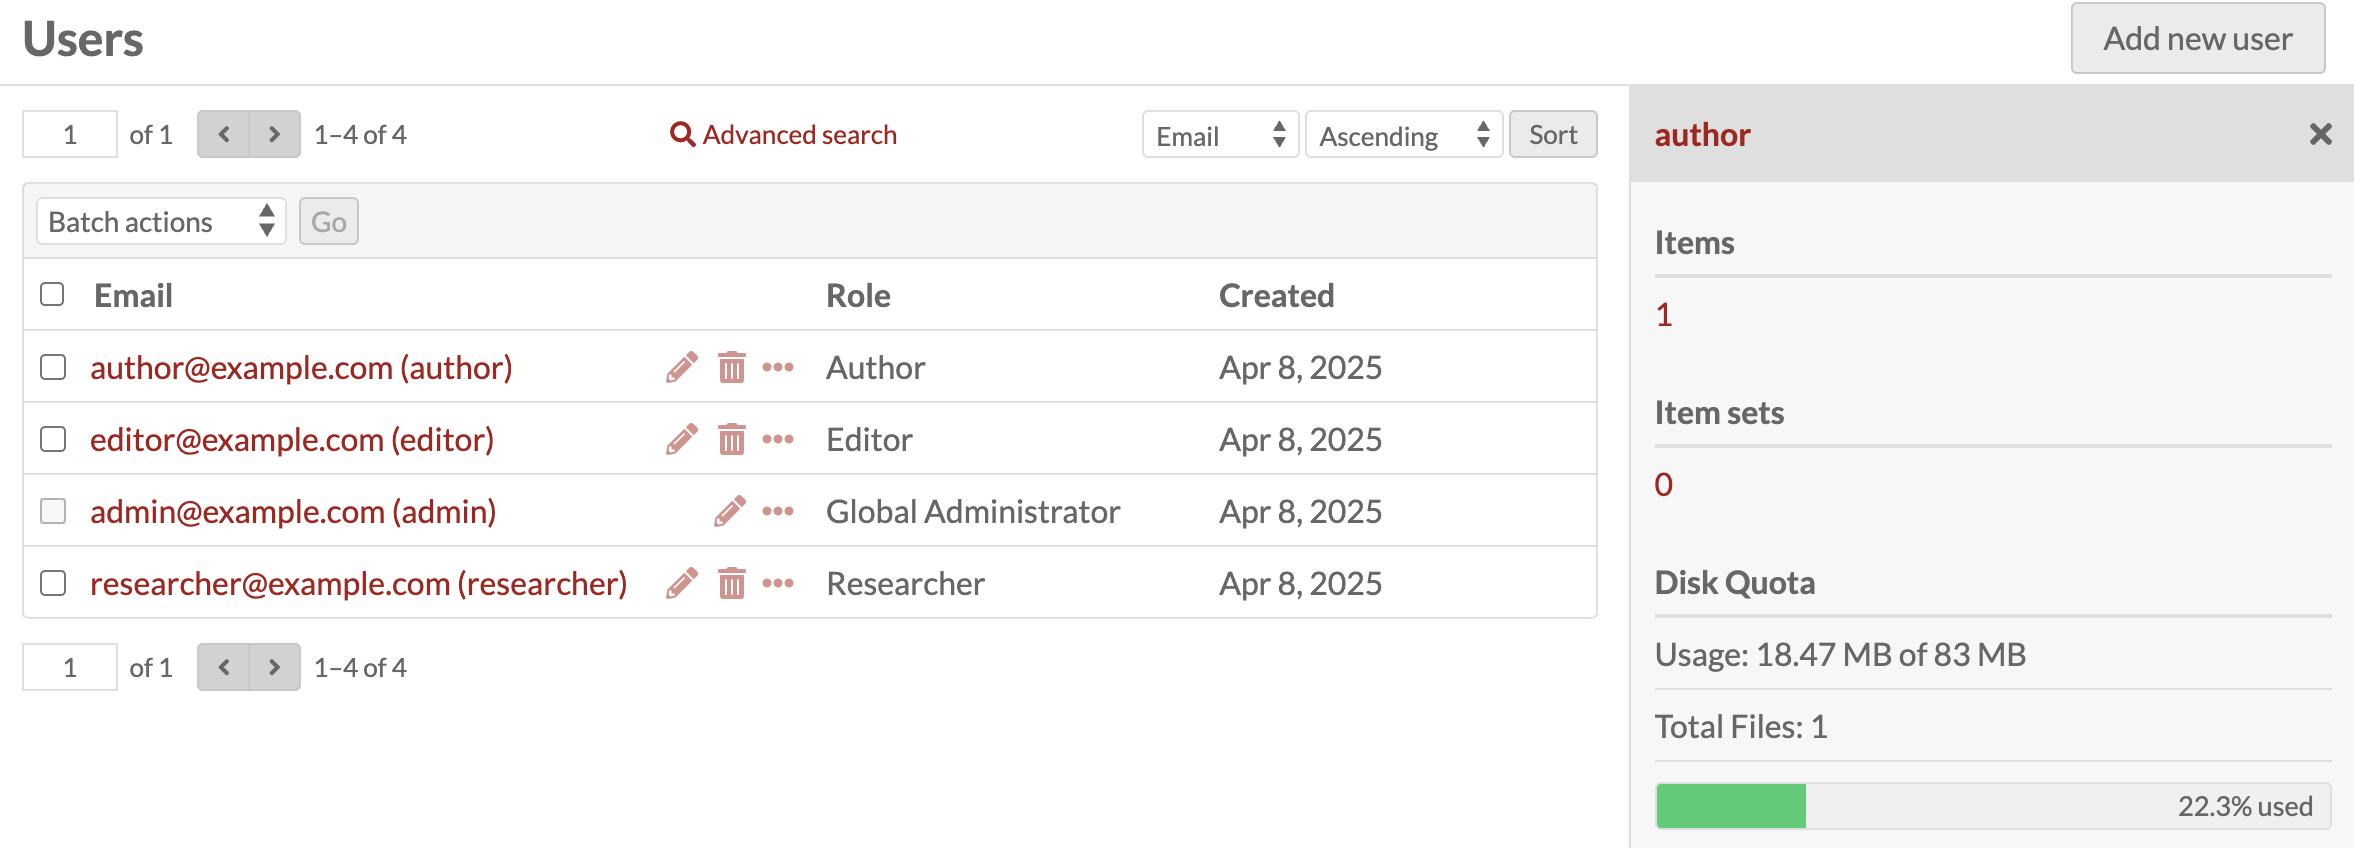 Users
Add new user
1 of 1 1–4 of 4
Advanced search
Email Ascending Sort
Batch actions Go
Email Role Created
author@example.com (author) Author Apr 8, 2025
editor@example.com (editor) Editor Apr 8, 2025
admin@example.com (admin) Global Administrator Apr 8, 2025
researcher@example.com (researcher) Researcher Apr 8, 2025
1 of 1 1–4 of 4
author
Items
1
Item sets
0
Disk Quota
Usage: 18.47 MB of 83 MB
Total Files: 1
22.3% used